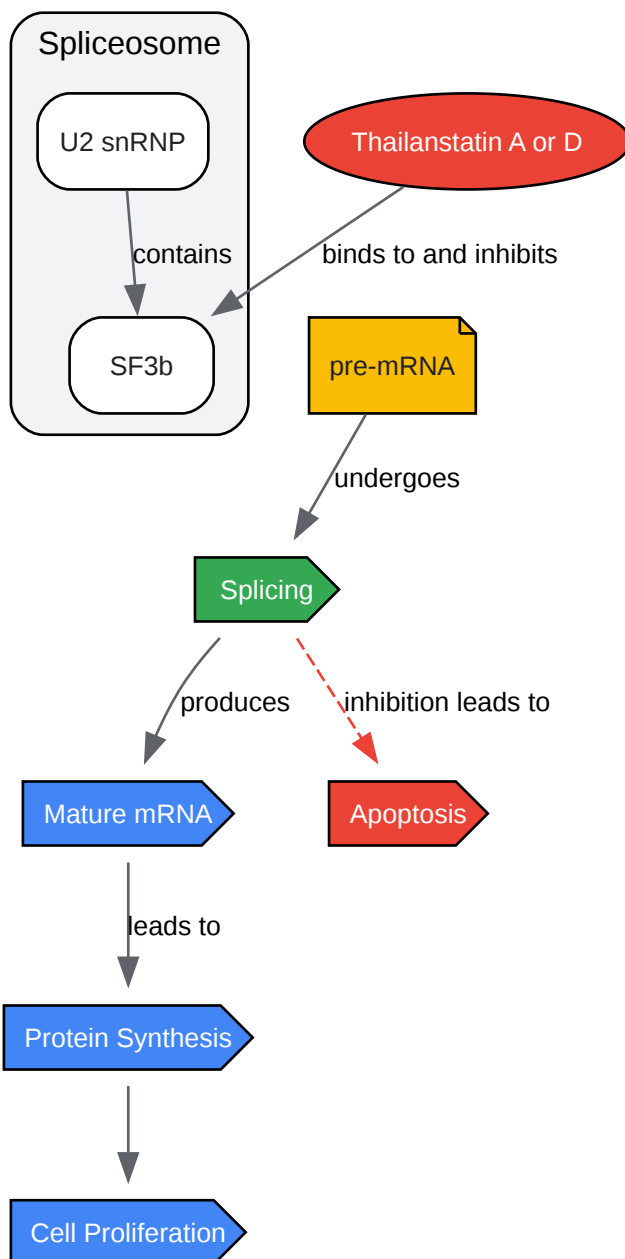 Spliceosome
U2 snRNP
Thailanstatin A or D
contains
binds to and inhibits
SF3b
pre-mRNA
undergoes
Splicing
produces
inhibition leads to
Mature mRNA
Apoptosis
leads to
Protein Synthesis
Cell Proliferation